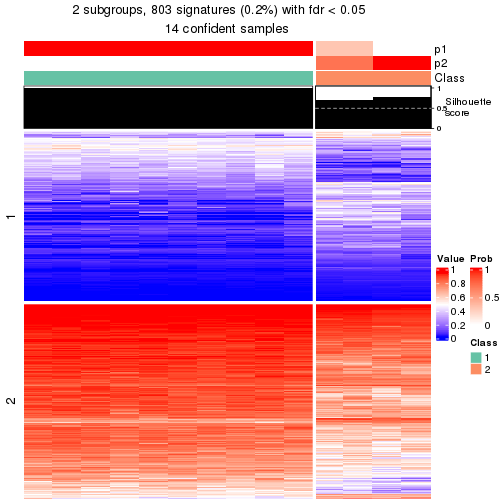 2 subgroups, 803 signatures (0.2%) with fdr < 0.05
14 confident samples
p1
p2
Class
1
0.5
0
Silhouette
score
1
2
Value
1
0.8
0.6
0.4
0.2
0
Prob
1
0.5
0
Class
1
2